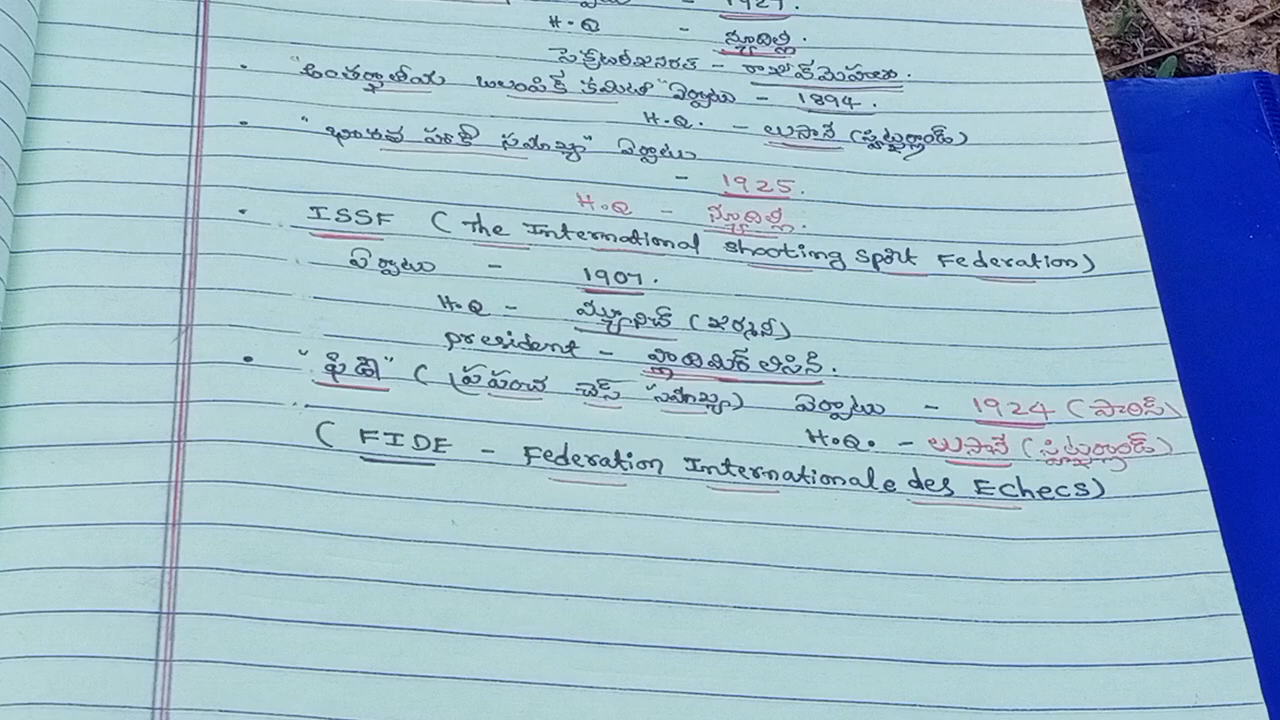 - 1927.
H.Q - న్యూఢిల్లీ.
సెక్రటరీజనరల్ - రాజీవ్ మెహతా.
• "అంతర్జాతీయ ఒలంపిక్ కమిటీ" ఏర్పాటు - 1894.
H.Q. - లుసానే (స్విట్జర్లాండ్)
• "భారత హాకీ సమాఖ్య" ఏర్పాటు
- 1925.
H.Q - న్యూఢిల్లీ.
• ISSF (The International shooting sport Federation)
ఏర్పాటు - 1907.
H.Q - మ్యూనిచ్ (జర్మనీ)
president - వ్లాదిమిర్ లిసిన్.
• "ఫిడే" (ప్రపంచ చెస్ సమాఖ్య) ఏర్పాటు - 1924 (పారిస్)
H.Q. - లుసానే (స్విట్జర్లాండ్)
(FIDE - Federation Internationale des Echecs)